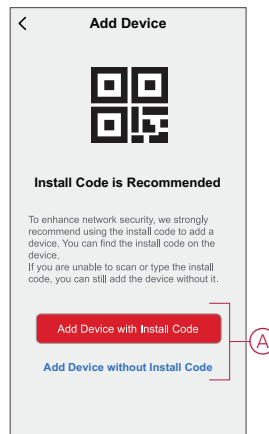 Add Device
Install Code is Recommended
To enhance network security, we strongly
recommend using the install code to add a
device. You can find the install code on the
device.
If you are unable to scan or type the install
code, you can still add the device without it.
Add Device with Install Code
A
Add Device without Install Code